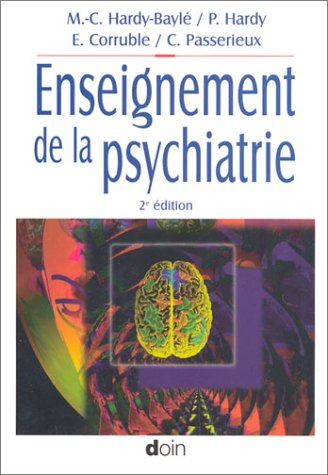 M.-C. Hardy-Baylé / P. Hardy
E. Corruble / C. Passerieux
Enseignement
de la psychiatrie
2e édition
doin